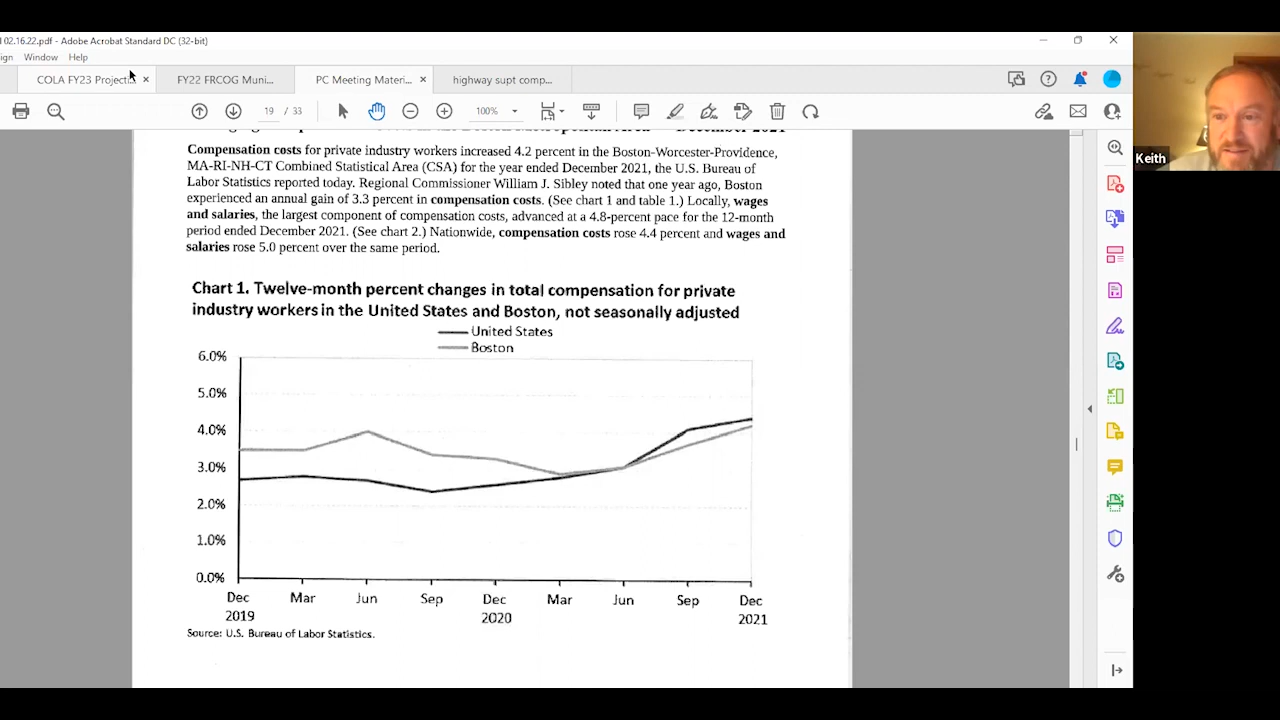 02.16.22.pdf - Adobe Acrobat Standard DC (32-bit)
Window Help
COLA FY23 Project... × FY22 FRCOG Muni... PC Meeting Materi... × highway supt comp...
19 / 33 100%
Keith
Compensation costs for private industry workers increased 4.2 percent in the Boston-Worcester-Providence,
MA-RI-NH-CT Combined Statistical Area (CSA) for the year ended December 2021, the U.S. Bureau of
Labor Statistics reported today. Regional Commissioner William J. Sibley noted that one year ago, Boston
experienced an annual gain of 3.3 percent in compensation costs. (See chart 1 and table 1.) Locally, wages
and salaries, the largest component of compensation costs, advanced at a 4.8-percent pace for the 12-month
period ended December 2021. (See chart 2.) Nationwide, compensation costs rose 4.4 percent and wages and
salaries rose 5.0 percent over the same period.
Chart 1. Twelve-month percent changes in total compensation for private
industry workers in the United States and Boston, not seasonally adjusted
United States
Boston
6.0%
5.0%
4.0%
3.0%
2.0%
1.0%
0.0%
Dec Mar Jun Sep Dec Mar Jun Sep Dec
2019 2020 2021
Source: U.S. Bureau of Labor Statistics.